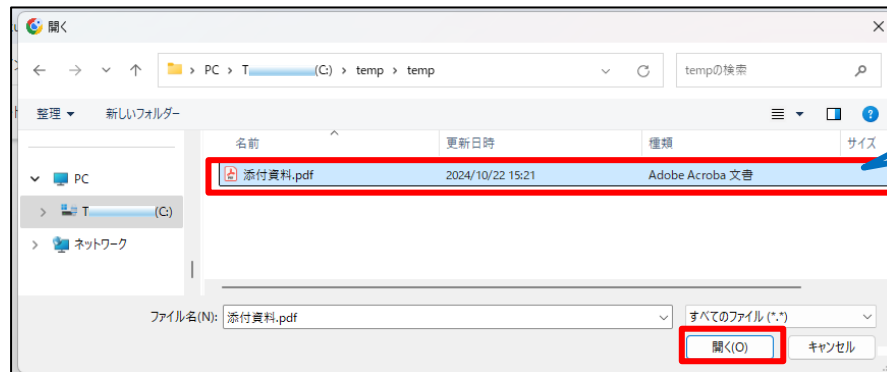 開く
PC > T (C:) > temp > temp
tempの検索
整理 新しいフォルダー
名前 更新日時 種類 サイズ
添付資料.pdf 2024/10/22 15:21 Adobe Acroba 文書
PC
T (C:)
ネットワーク
ファイル名(N): 添付資料.pdf すべてのファイル (*.*)
開く(O) キャンセル